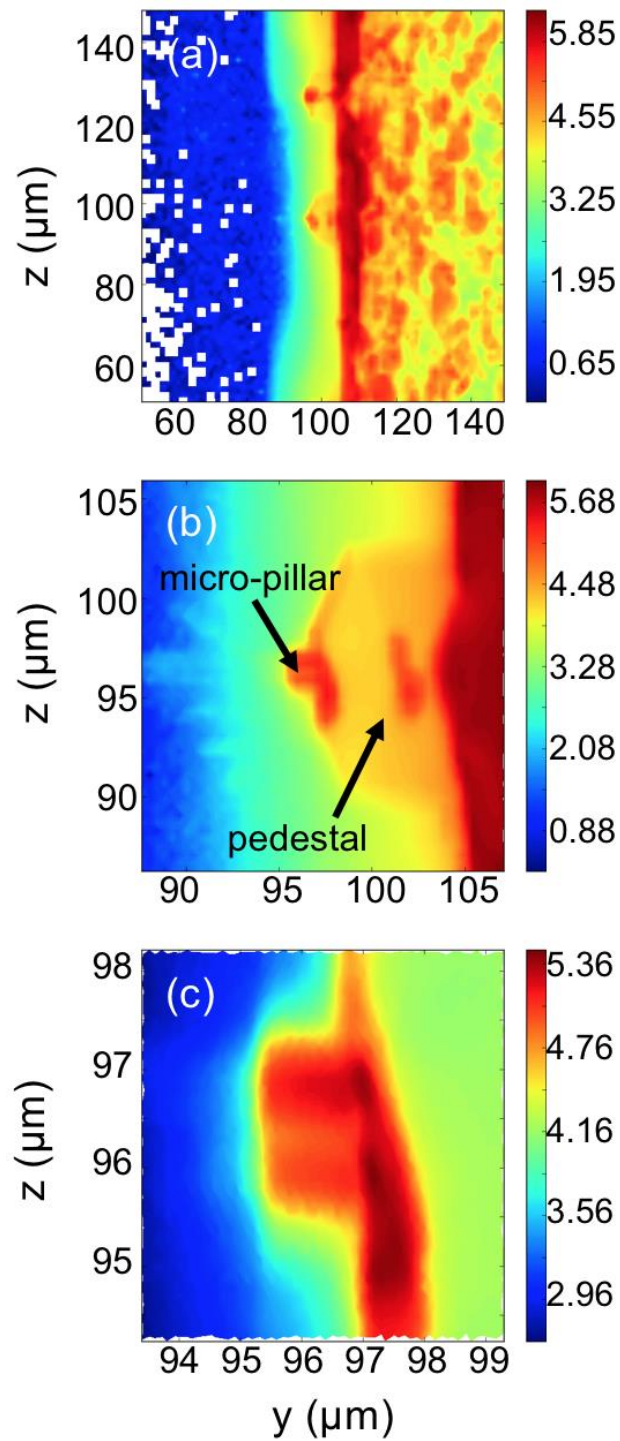 (a)
z (μm)
140
120
100
80
60
60 80 100 120 140
5.85
4.55
3.25
1.95
0.65
(b)
micro-pillar
pedestal
z (μm)
105
100
95
90
90 95 100 105
5.68
4.48
3.28
2.08
0.88
(c)
z (μm)
98
97
96
95
94 95 96 97 98 99
y (μm)
5.36
4.76
4.16
3.56
2.96